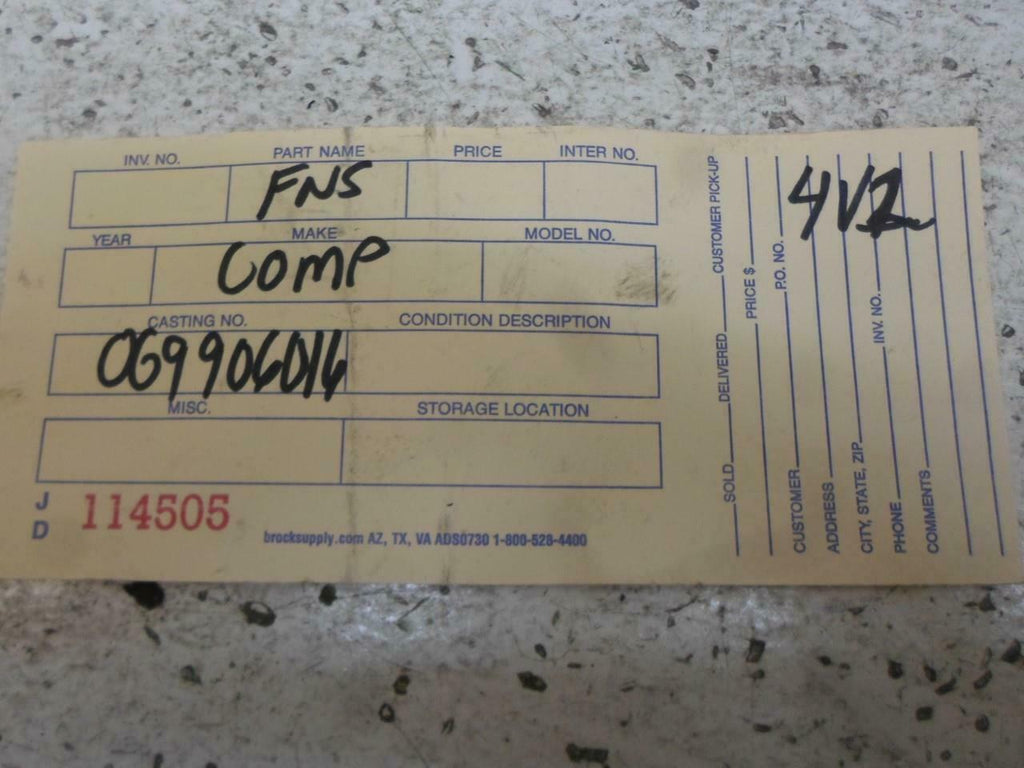 INV. NO. PART NAME PRICE INTER NO.
FNS
YEAR MAKE MODEL NO.
COMP
CASTING NO. CONDITION DESCRIPTION
MISC. STORAGE LOCATION
J D 114505
brocksupply.com AZ, TX, VA ADS0730 1-800-528-4400
SOLD DELIVERED CUSTOMER PICK-UP
PRICE $
CUSTOMER P.O. NO.
ADDRESS
CITY, STATE, ZIP
PHONE INV. NO.
COMMENTS